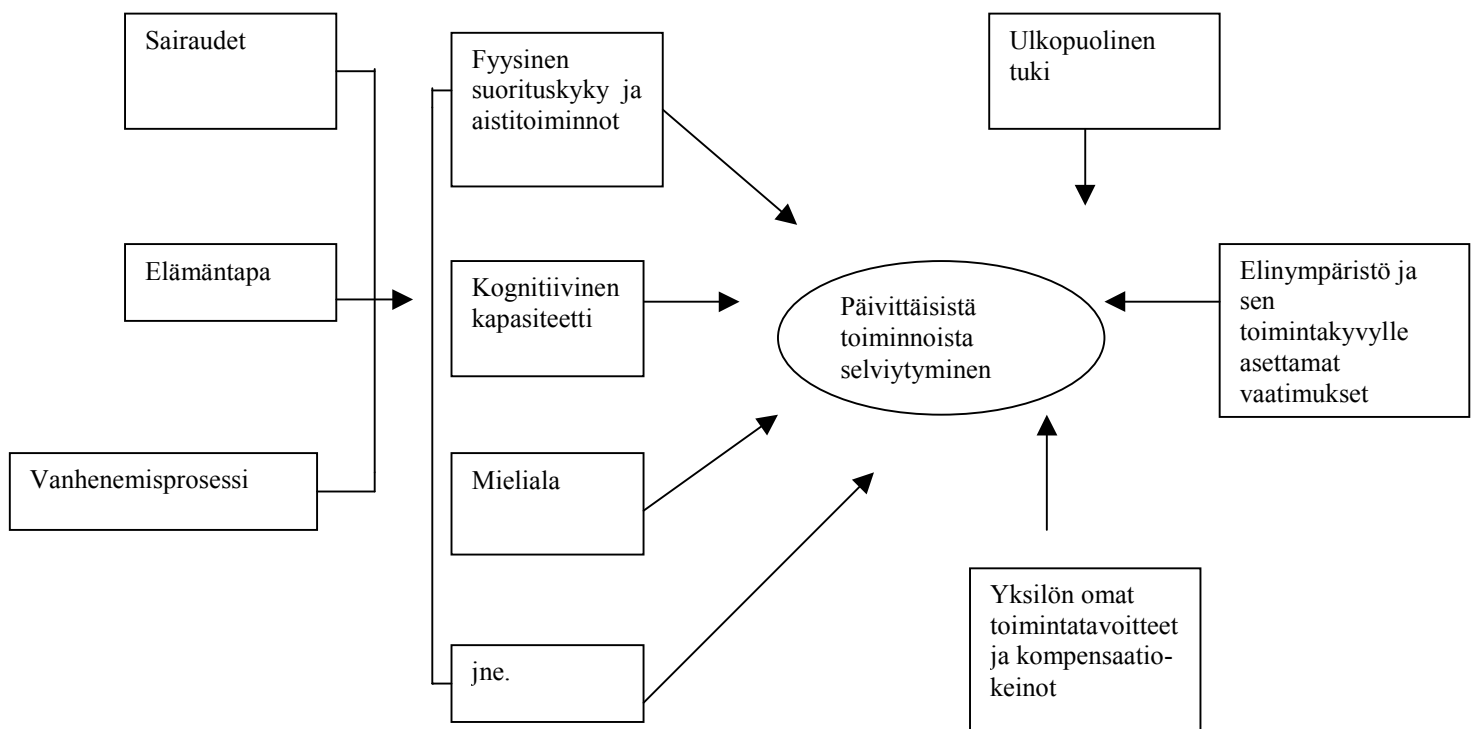 Sairaudet
Elämäntapa
Vanhenemisprosessi
Fyysinen
suorituskyky ja
aistitoiminnot
Kognitiivinen
kapasiteetti
Mieliala
jne.
Päivittäisistä
toiminnoista
selviytyminen
Ulkopuolinen
tuki
Elinympäristö ja
sen
toimintakyvylle
asettamat
vaatimukset
Yksilön omat
toimintatavoitteet
ja kompensaatio-
keinot